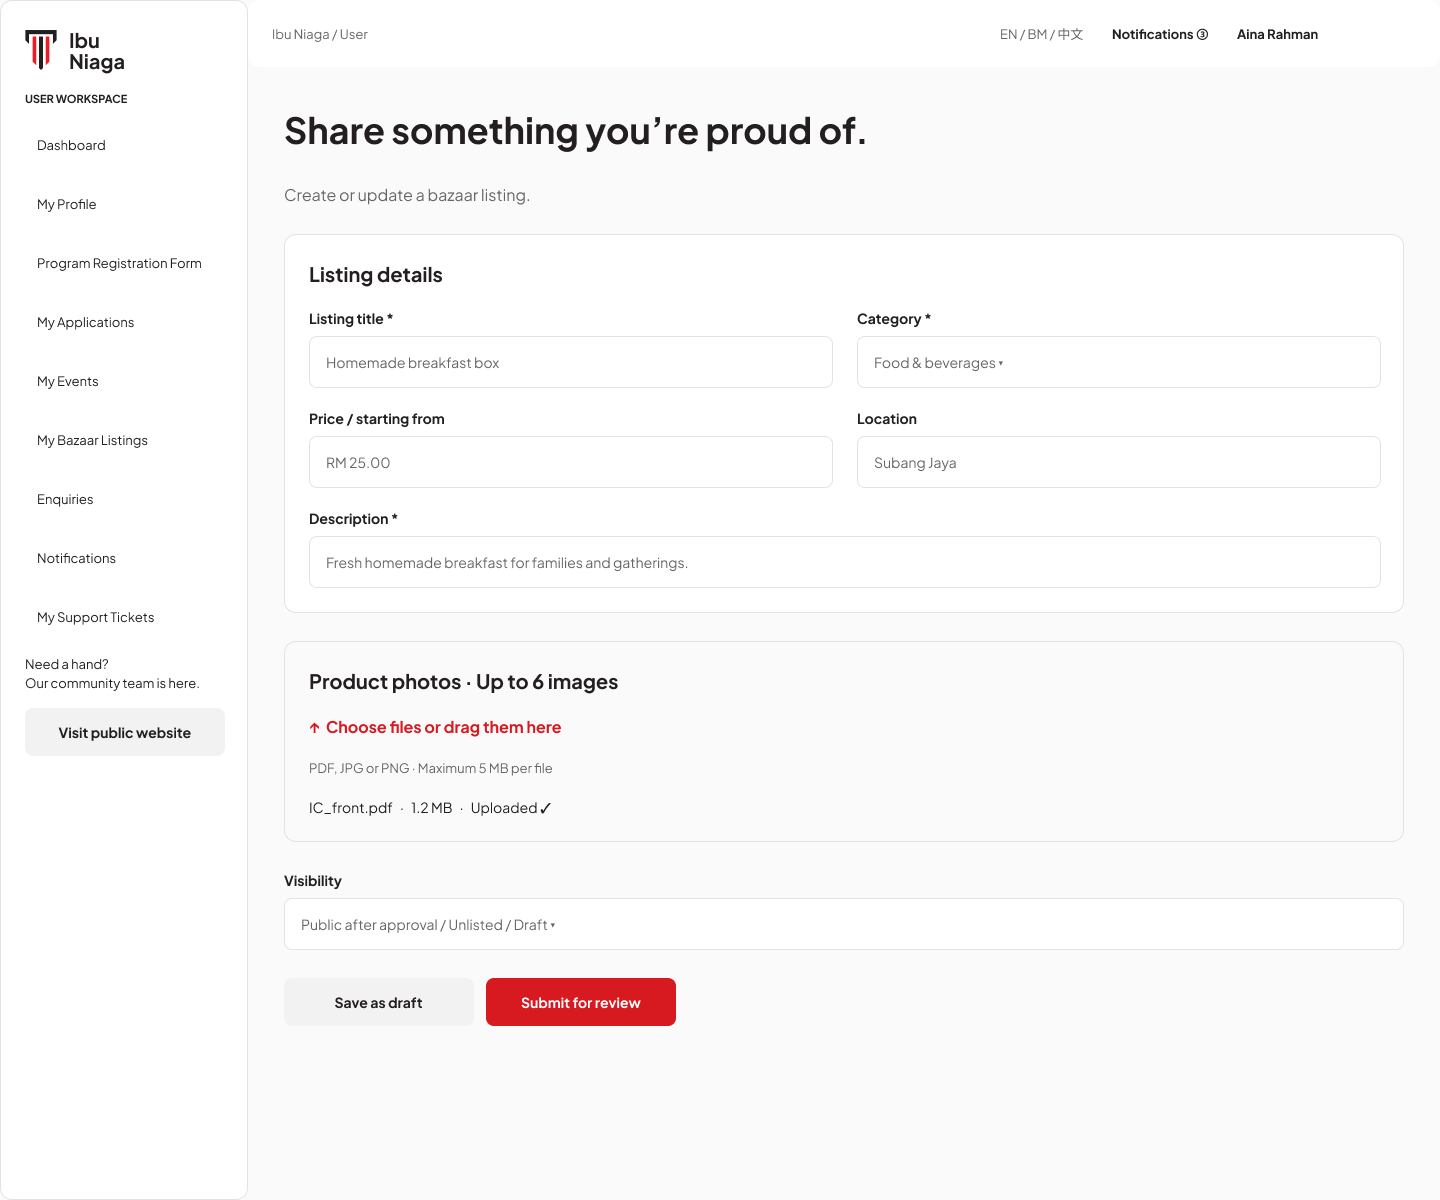 Ibu
Niaga
USER WORKSPACE
Dashboard
My Profile
Program Registration Form
My Applications
My Events
My Bazaar Listings
Enquiries
Notifications
My Support Tickets
Need a hand?
Our community team is here.
Visit public website
Ibu Niaga / User
EN / BM / 中文
Notifications ③
Aina Rahman
Share something you’re proud of.
Create or update a bazaar listing.
Listing details
Listing title *
Category *
Homemade breakfast box
Food & beverages ▾
Price / starting from
Location
RM 25.00
Subang Jaya
Description *
Fresh homemade breakfast for families and gatherings.
Product photos · Up to 6 images
↑ Choose files or drag them here
PDF, JPG or PNG · Maximum 5 MB per file
IC_front.pdf · 1.2 MB · Uploaded ✓
Visibility
Public after approval / Unlisted / Draft ▾
Save as draft
Submit for review